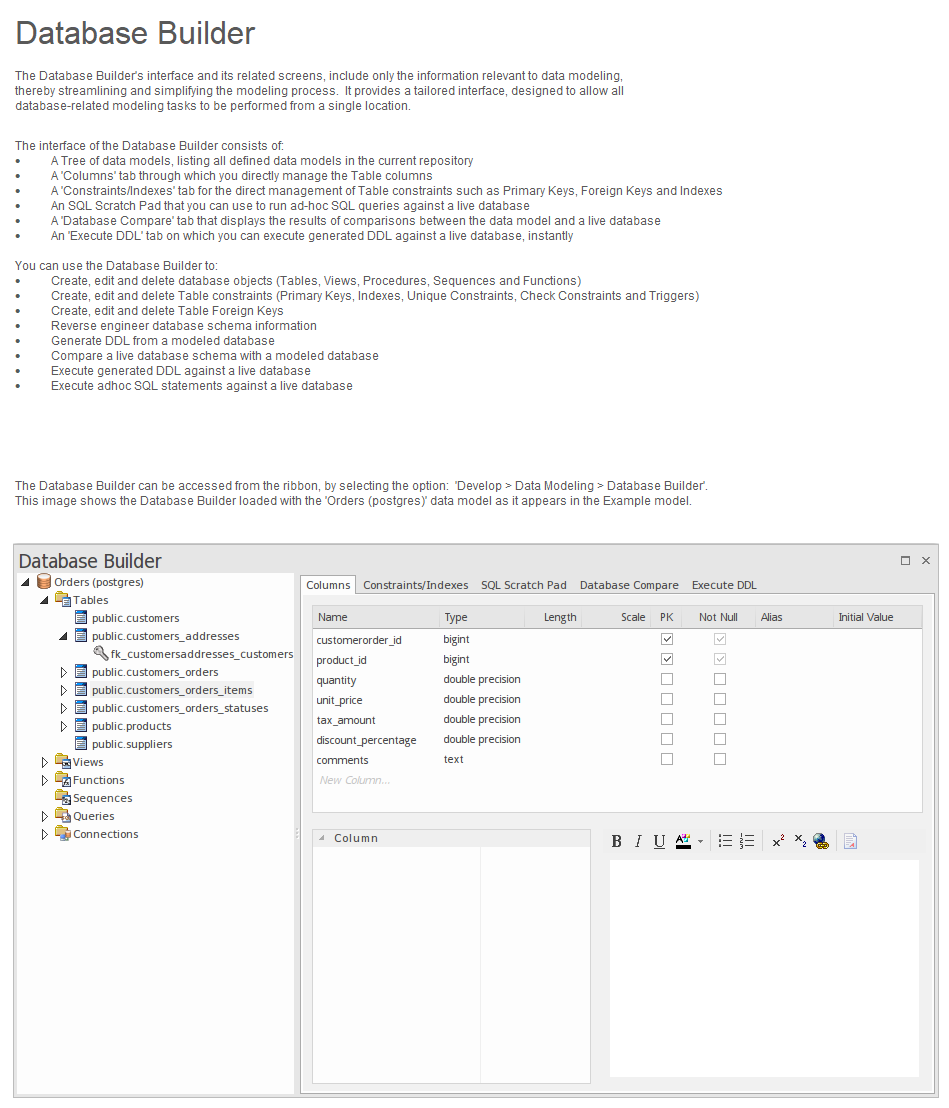 Database Builder
The Database Builder's interface and its related screens, include only the information relevant to data modeling,
thereby streamlining and simplifying the modeling process.  It provides a tailored interface, designed to allow all
database-related modeling tasks to be performed from a single location.
The interface of the Database Builder consists of:
• A Tree of data models, listing all defined data models in the current repository
• A 'Columns' tab through which you directly manage the Table columns
• A 'Constraints/Indexes' tab for the direct management of Table constraints such as Primary Keys, Foreign Keys and Indexes
• An SQL Scratch Pad that you can use to run ad-hoc SQL queries against a live database
• A 'Database Compare' tab that displays the results of comparisons between the data model and a live database
• An 'Execute DDL' tab on which you can execute generated DDL against a live database, instantly
You can use the Database Builder to:
• Create, edit and delete database objects (Tables, Views, Procedures, Sequences and Functions)
• Create, edit and delete Table constraints (Primary Keys, Indexes, Unique Constraints, Check Constraints and Triggers)
• Create, edit and delete Table Foreign Keys
• Reverse engineer database schema information
• Generate DDL from a modeled database
• Compare a live database schema with a modeled database
• Execute generated DDL against a live database
• Execute adhoc SQL statements against a live database
The Database Builder can be accessed from the ribbon, by selecting the option:  'Develop > Data Modeling > Database Builder'.
This image shows the Database Builder loaded with the 'Orders (postgres)' data model as it appears in the Example model.
Database Builder
Orders (postgres)
Tables
public.customers
public.customers_addresses
fk_customersaddresses_customers
public.customers_orders
public.customers_orders_items
public.customers_orders_statuses
public.products
public.suppliers
Views
Functions
Sequences
Queries
Connections
Columns Constraints/Indexes SQL Scratch Pad Database Compare Execute DDL
Name Type Length Scale PK Not Null Alias Initial Value
customerorder_id bigint
product_id bigint
quantity double precision
unit_price double precision
tax_amount double precision
discount_percentage double precision
comments text
New Column...
Column
B I U A x² x₂